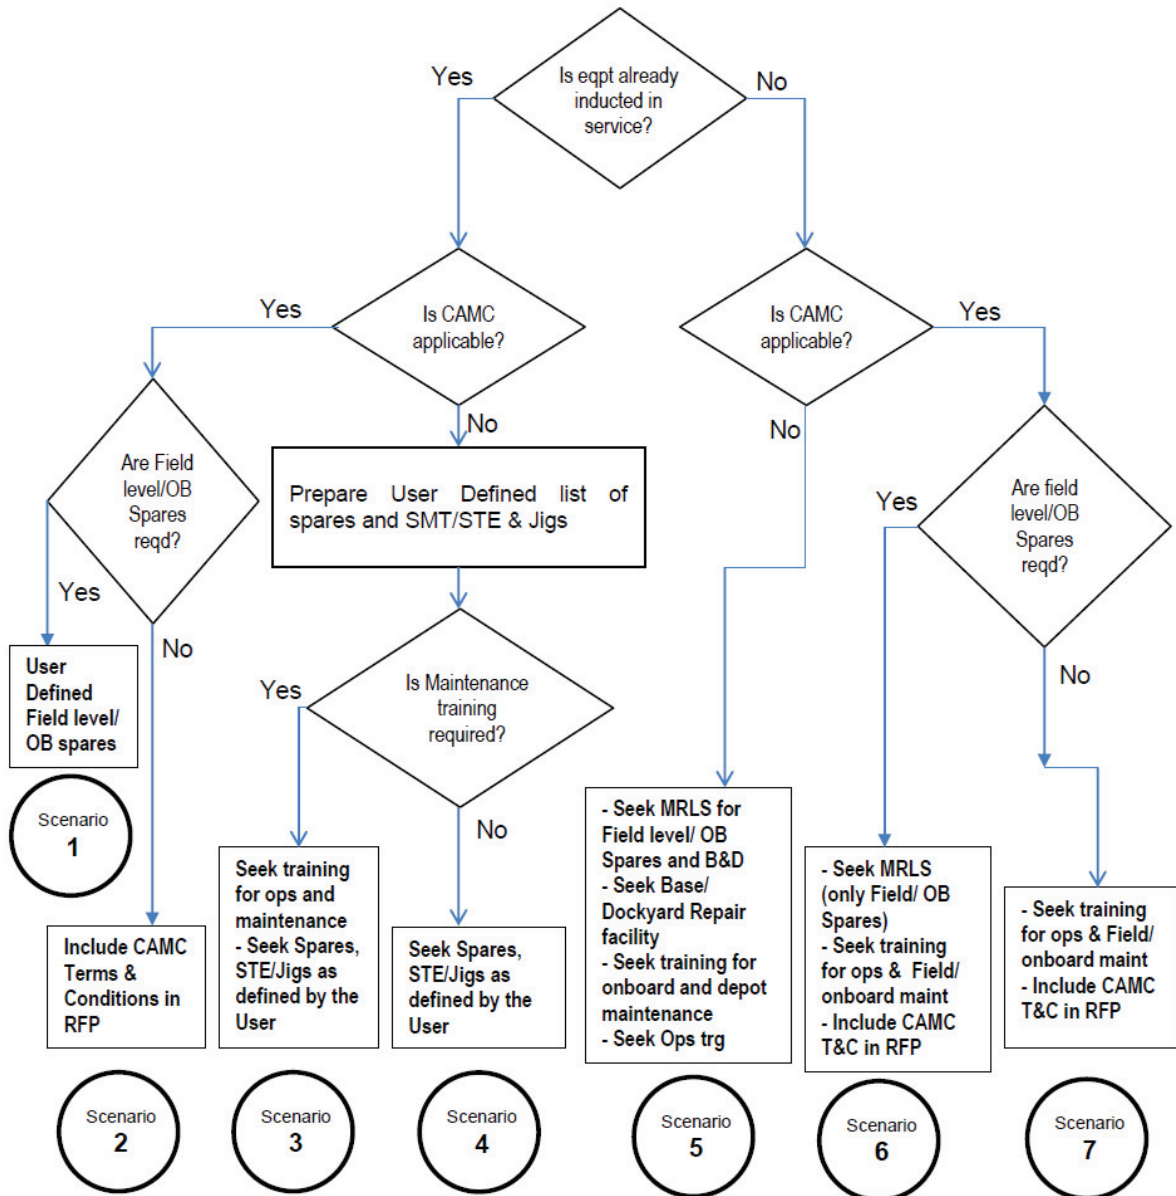 Is eqpt already
inducted in
service?
Yes
No
Is CAMC
applicable?
Yes
No
Is CAMC
applicable?
Yes
No
Are Field
level/OB
Spares
reqd?
Yes
No
Prepare User Defined list of
spares and SMT/STE & Jigs
Are field
level/OB
Spares
reqd?
Yes
No
User
Defined
Field level/
OB spares
Is Maintenance
training
required?
Yes
No
Scenario
1
Include CAMC
Terms &
Conditions in
RFP
Seek training
for ops and
maintenance
- Seek Spares,
STE/Jigs as
defined by the
User
Seek Spares,
STE/Jigs as
defined by the
User
- Seek MRLS for
Field level/ OB
Spares and B&D
- Seek Base/
Dockyard Repair
facility
- Seek training for
onboard and depot
maintenance
- Seek Ops trg
- Seek MRLS
(only Field/ OB
Spares)
- Seek training
for ops & Field/
onboard maint
- Include CAMC
T&C in RFP
- Seek training
for ops & Field/
onboard maint
- Include CAMC
T&C in RFP
Scenario
2
Scenario
3
Scenario
4
Scenario
5
Scenario
6
Scenario
7